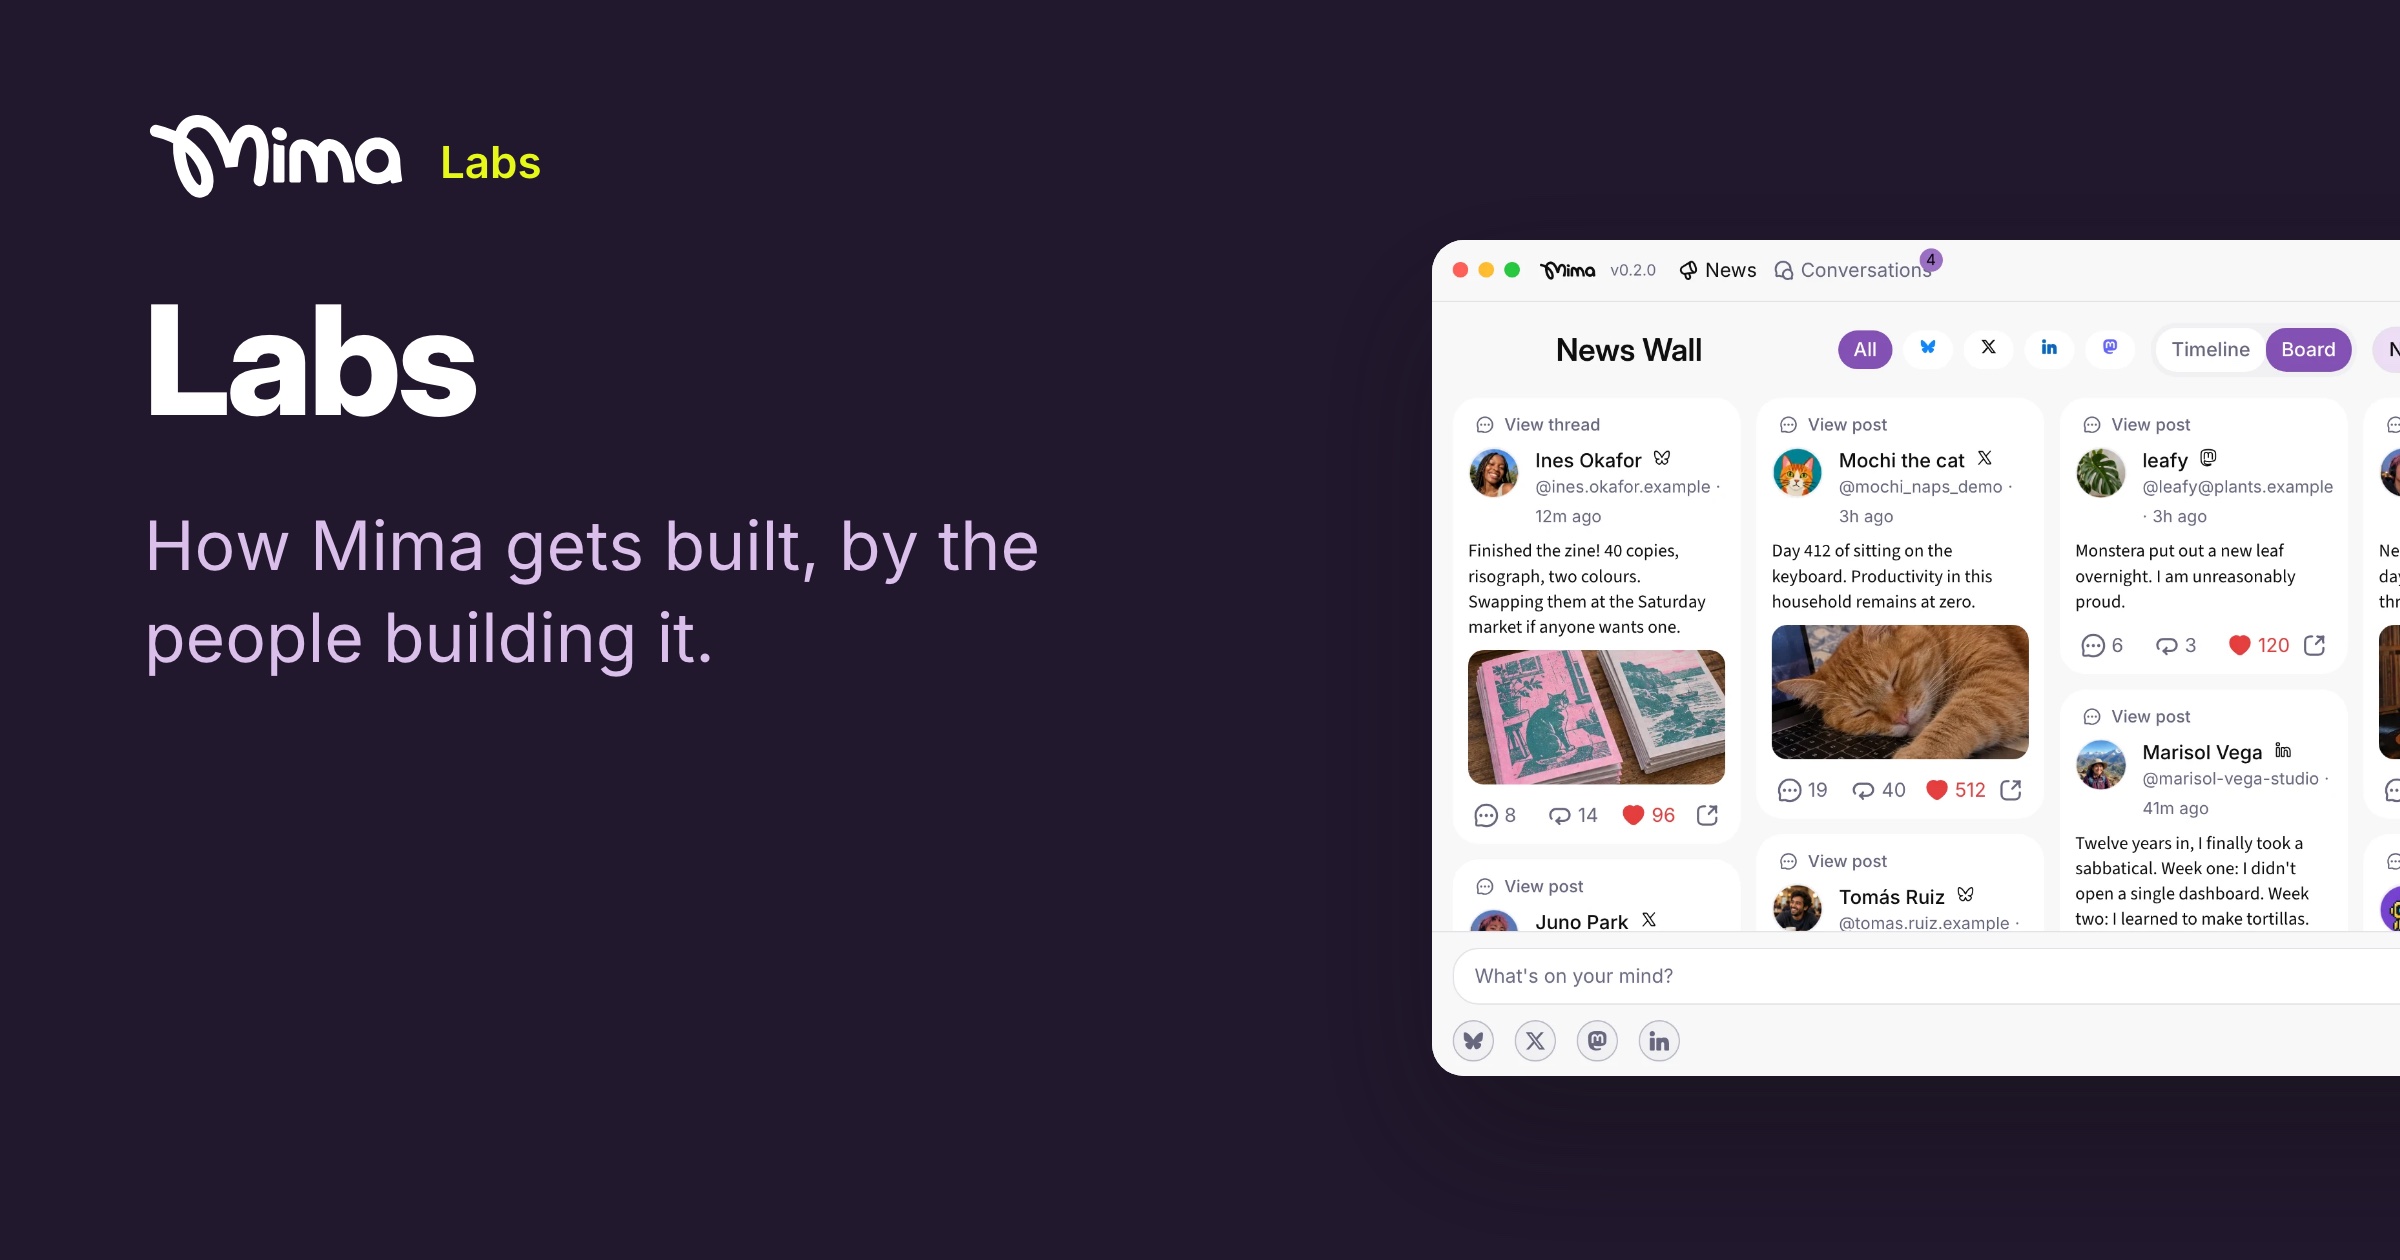 Mima Labs
Labs
How Mima gets built, by the
people building it.
Mima v0.2.0 News Conversations 4
News Wall
All Timeline Board
View thread
Ines Okafor
@ines.okafor.example ·
12m ago
Finished the zine! 40 copies,
risograph, two colours.
Swapping them at the Saturday
market if anyone wants one.
8 14 96
View post
Juno Park
View post
Mochi the cat
@mochi_naps_demo ·
3h ago
Day 412 of sitting on the
keyboard. Productivity in this
household remains at zero.
19 40 512
View post
Tomás Ruiz
@tomas.ruiz.example ·
View post
leafy
@leafy@plants.example
· 3h ago
Monstera put out a new leaf
overnight. I am unreasonably
proud.
6 3 120
View post
Marisol Vega
@marisol-vega-studio ·
41m ago
Twelve years in, I finally took a
sabbatical. Week one: I didn't
open a single dashboard. Week
two: I learned to make tortillas.
What's on your mind?